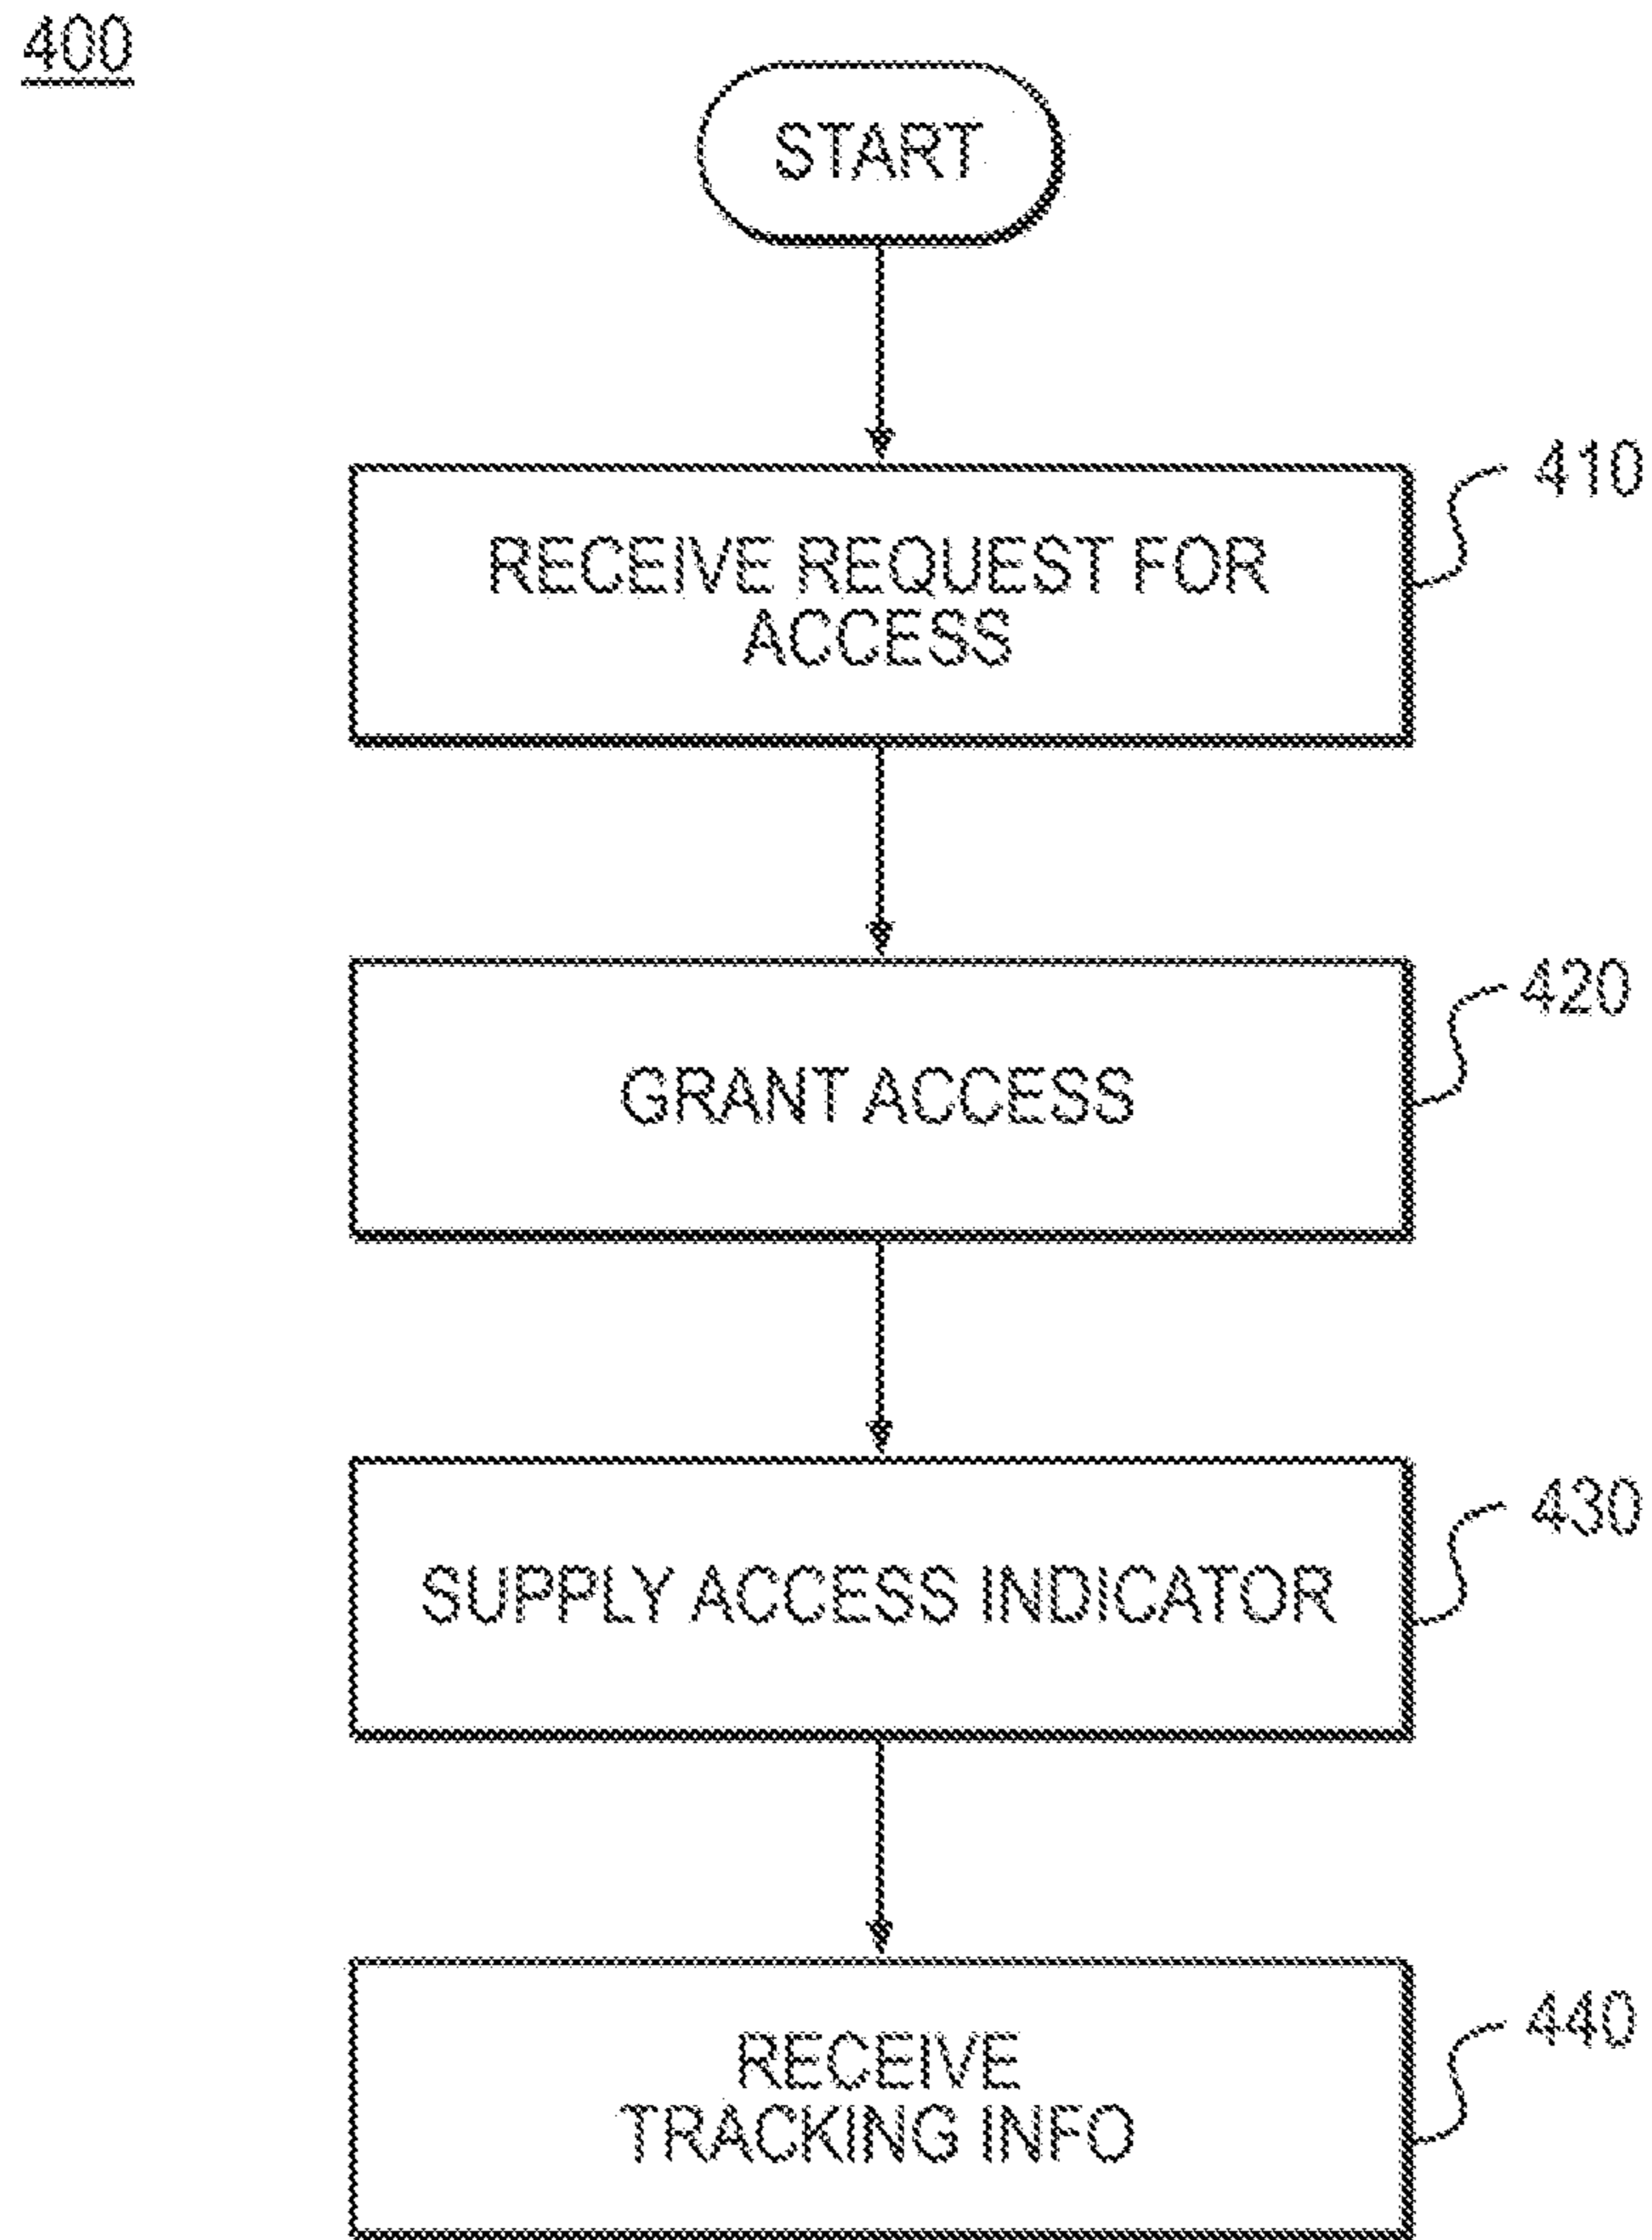 400
START
410
RECEIVE REQUEST FOR
ACCESS
420
GRANT ACCESS
430
SUPPLY ACCESS INDICATOR
440
RECEIVE
TRACKING INFO